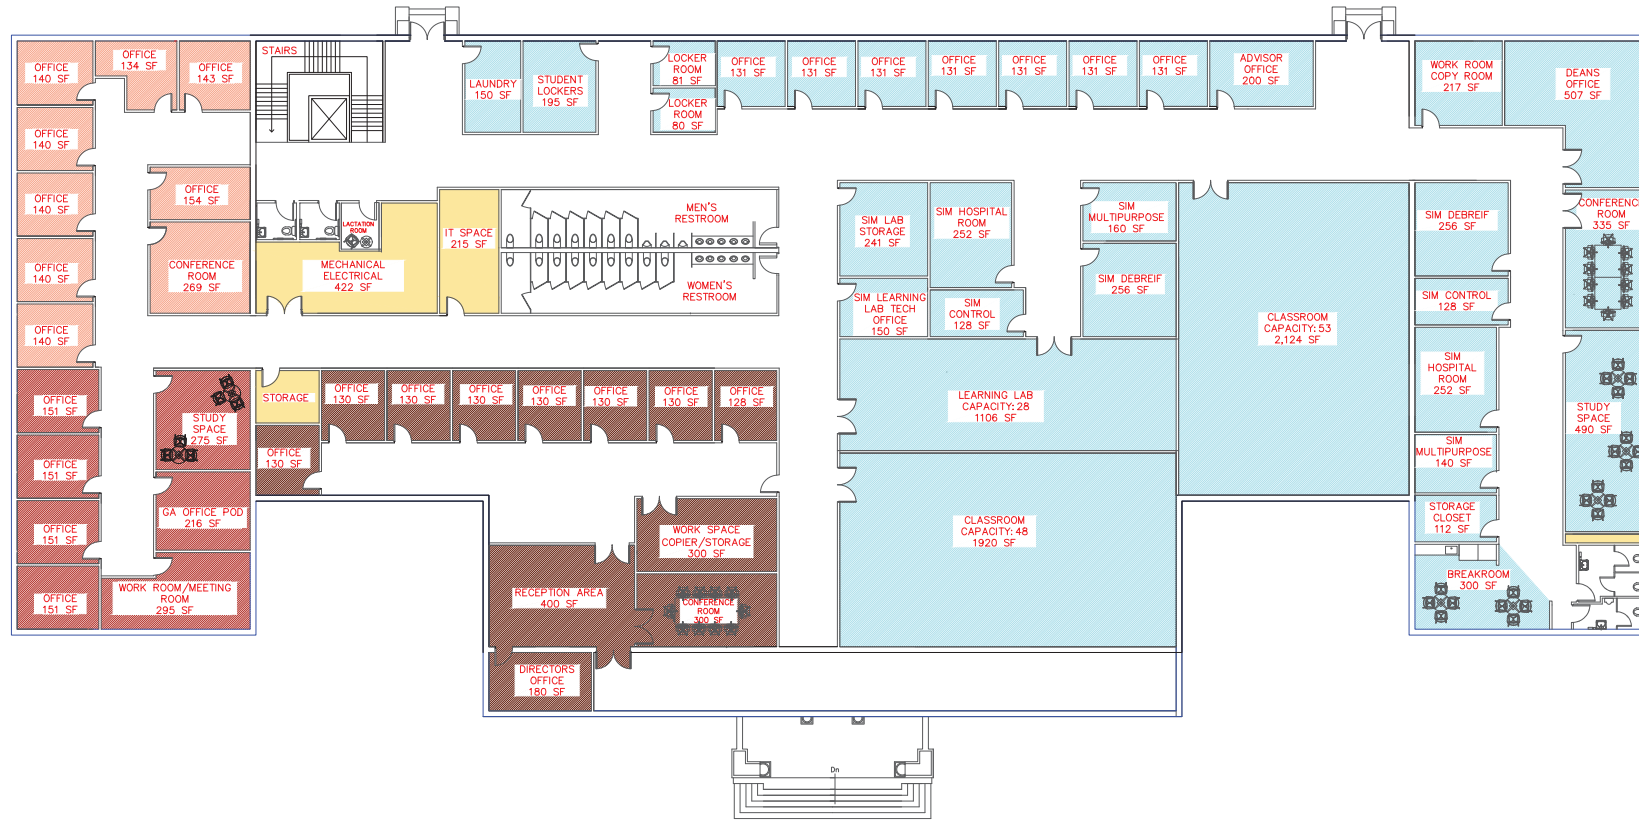 OFFICE
140 SF
OFFICE
134 SF
OFFICE
143 SF
STAIRS
LAUNDRY
150 SF
STUDENT
LOCKERS
195 SF
LOCKER
ROOM
81 SF
LOCKER
ROOM
80 SF
OFFICE
131 SF
OFFICE
131 SF
OFFICE
131 SF
OFFICE
131 SF
OFFICE
131 SF
OFFICE
131 SF
OFFICE
131 SF
ADVISOR
OFFICE
200 SF
WORK ROOM
COPY ROOM
217 SF
DEANS
OFFICE
507 SF
OFFICE
140 SF
OFFICE
140 SF
OFFICE
154 SF
OFFICE
140 SF
CONFERENCE
ROOM
269 SF
OFFICE
140 SF
LACTATION
ROOM
MECHANICAL
ELECTRICAL
422 SF
IT SPACE
215 SF
MEN'S
RESTROOM
WOMEN'S
RESTROOM
SIM LAB
STORAGE
241 SF
SIM HOSPITAL
ROOM
252 SF
SIM
MULTIPURPOSE
160 SF
SIM DEBREIF
256 SF
SIM LEARNING
LAB TECH
OFFICE
150 SF
SIM
CONTROL
128 SF
CLASSROOM
CAPACITY: 53
2,124 SF
SIM DEBREIF
256 SF
CONFERENCE
ROOM
335 SF
SIM CONTROL
128 SF
SIM
HOSPITAL
ROOM
252 SF
STUDY
SPACE
490 SF
SIM
MULTIPURPOSE
140 SF
STORAGE
CLOSET
112 SF
BREAKROOM
300 SF
OFFICE
151 SF
STUDY
SPACE
275 SF
STORAGE
OFFICE
130 SF
OFFICE
130 SF
OFFICE
130 SF
OFFICE
130 SF
OFFICE
130 SF
OFFICE
130 SF
OFFICE
128 SF
LEARNING LAB
CAPACITY: 28
1106 SF
OFFICE
151 SF
OFFICE
130 SF
GA OFFICE POD
216 SF
OFFICE
151 SF
WORK SPACE
COPIER/STORAGE
300 SF
CLASSROOM
CAPACITY: 48
1920 SF
OFFICE
151 SF
WORK ROOM/MEETING
ROOM
295 SF
RECEPTION AREA
400 SF
CONFERENCE
ROOM
300 SF
DIRECTORS
OFFICE
180 SF
Dn